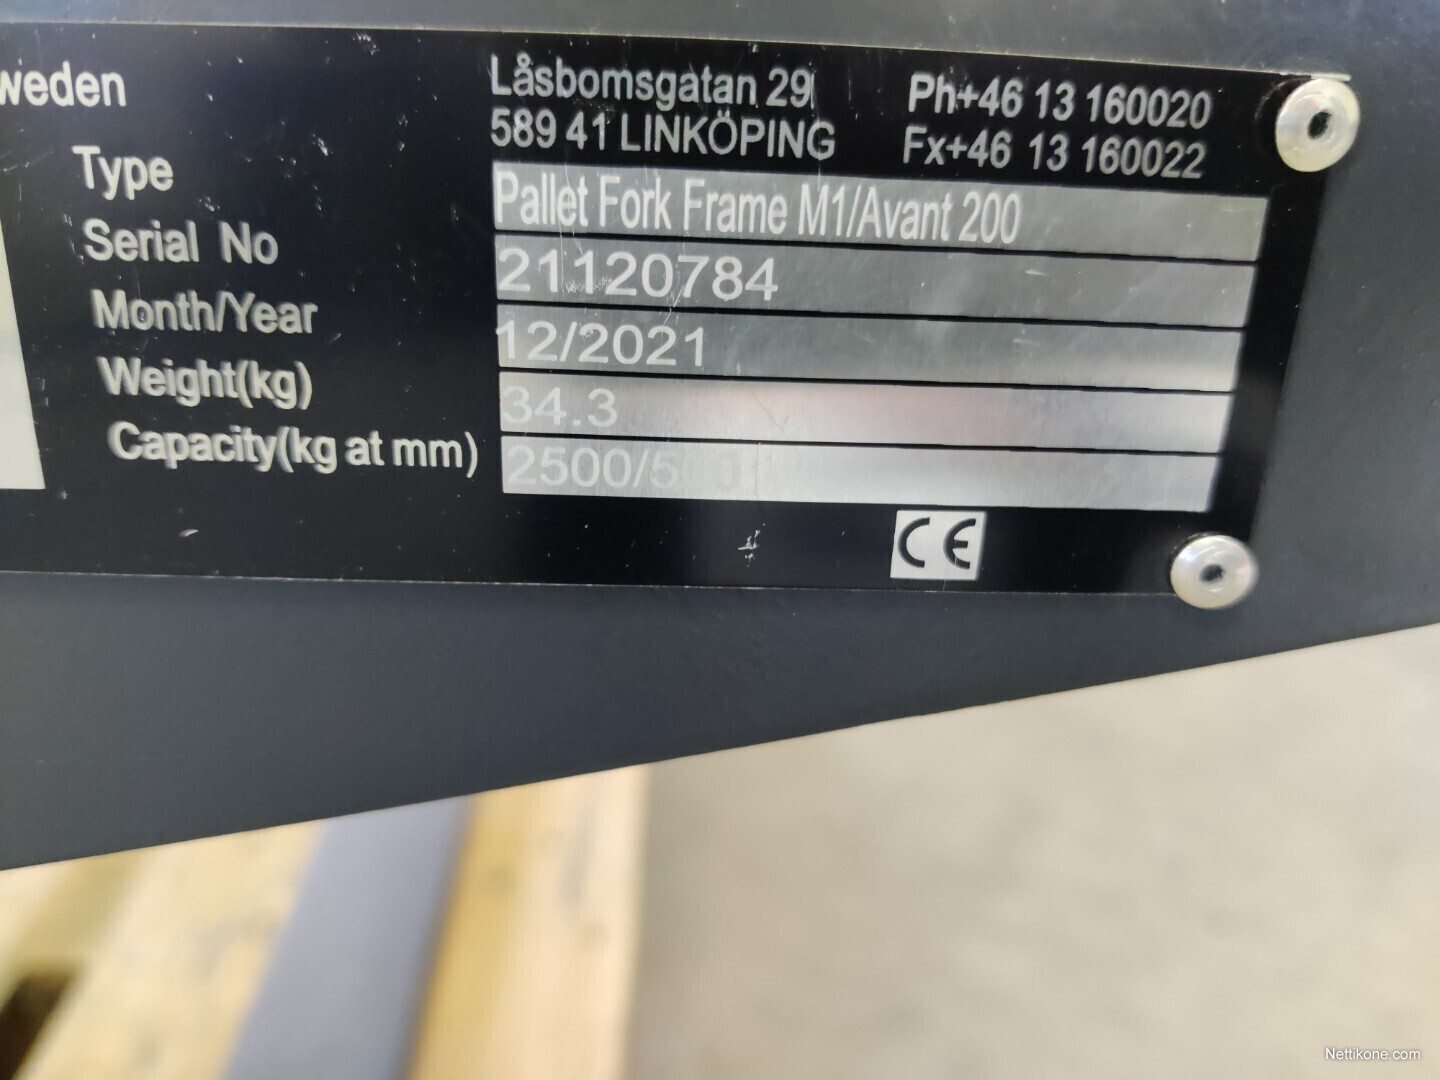 weden
Låsbomsgatan 29
589 41 LINKÖPING
Ph+46 13 160020
Fx+46 13 160022
Type Pallet Fork Frame M1/Avant 200
Serial No 21120784
Month/Year 12/2021
Weight(kg) 34.3
Capacity(kg at mm) 2500/500
CE
Nettikone.com